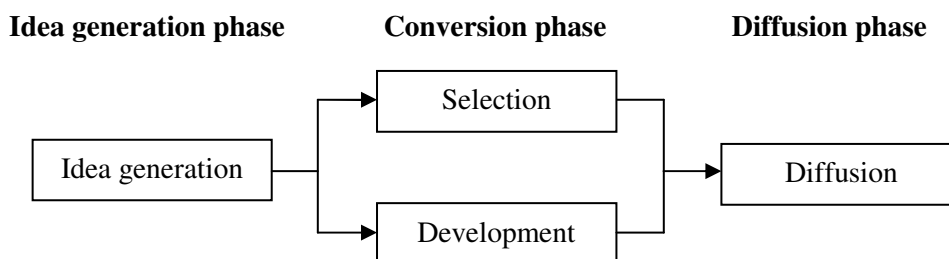 Idea generation phase
Conversion phase
Diffusion phase
Selection
Idea generation
Diffusion
Development